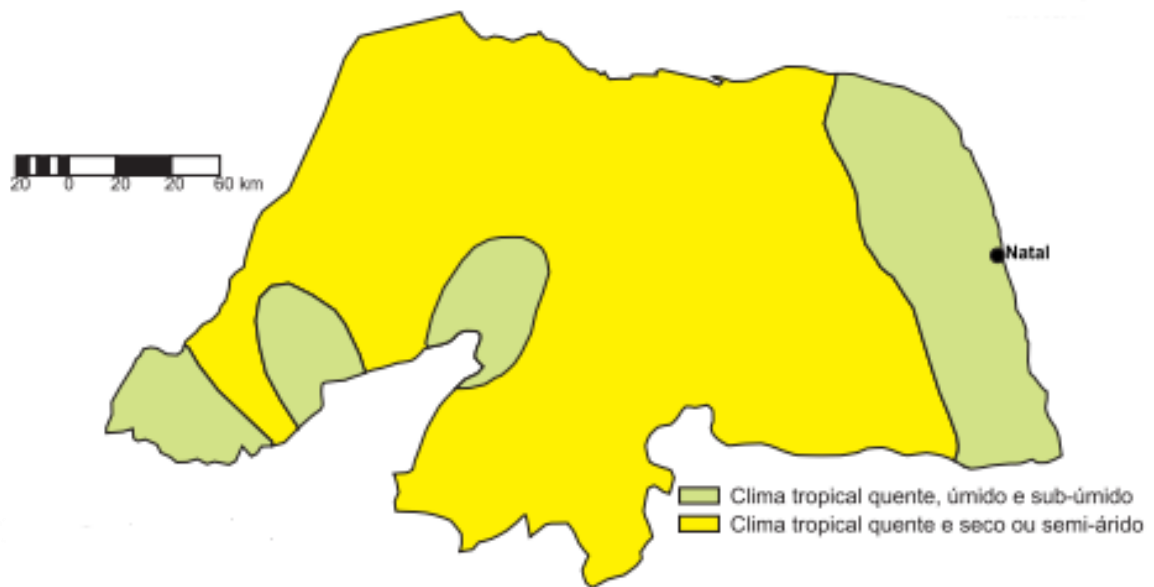 20 0 20 20 60 km
Natal
Clima tropical quente, úmido e sub-úmido
Clima tropical quente e seco ou semi-árido